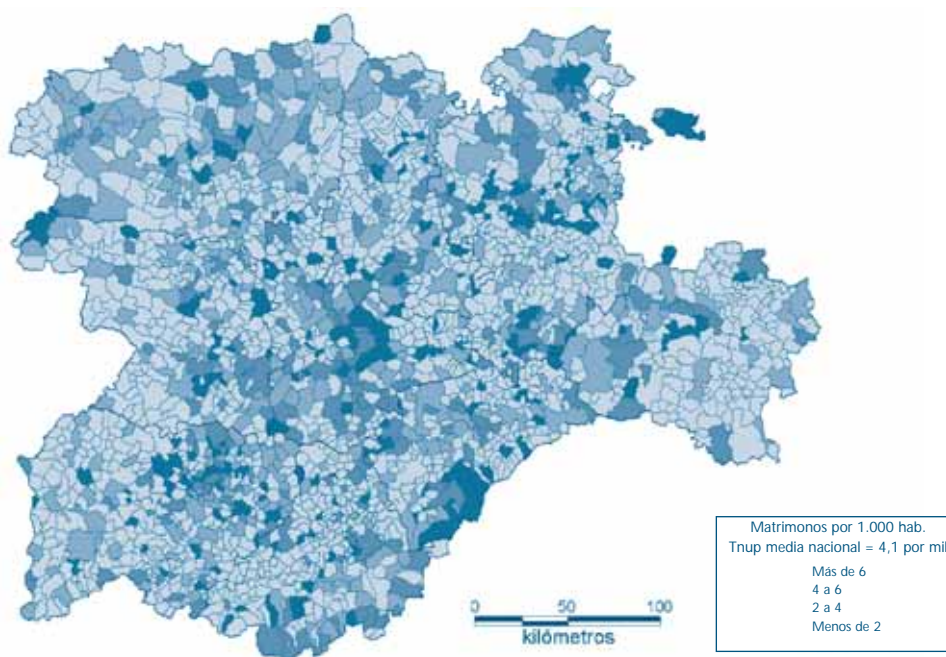 0 50 100
kilómetros
Matrimonos por 1.000 hab.
Tnup media nacional = 4,1 por mil
Más de 6
4 a 6
2 a 4
Menos de 2